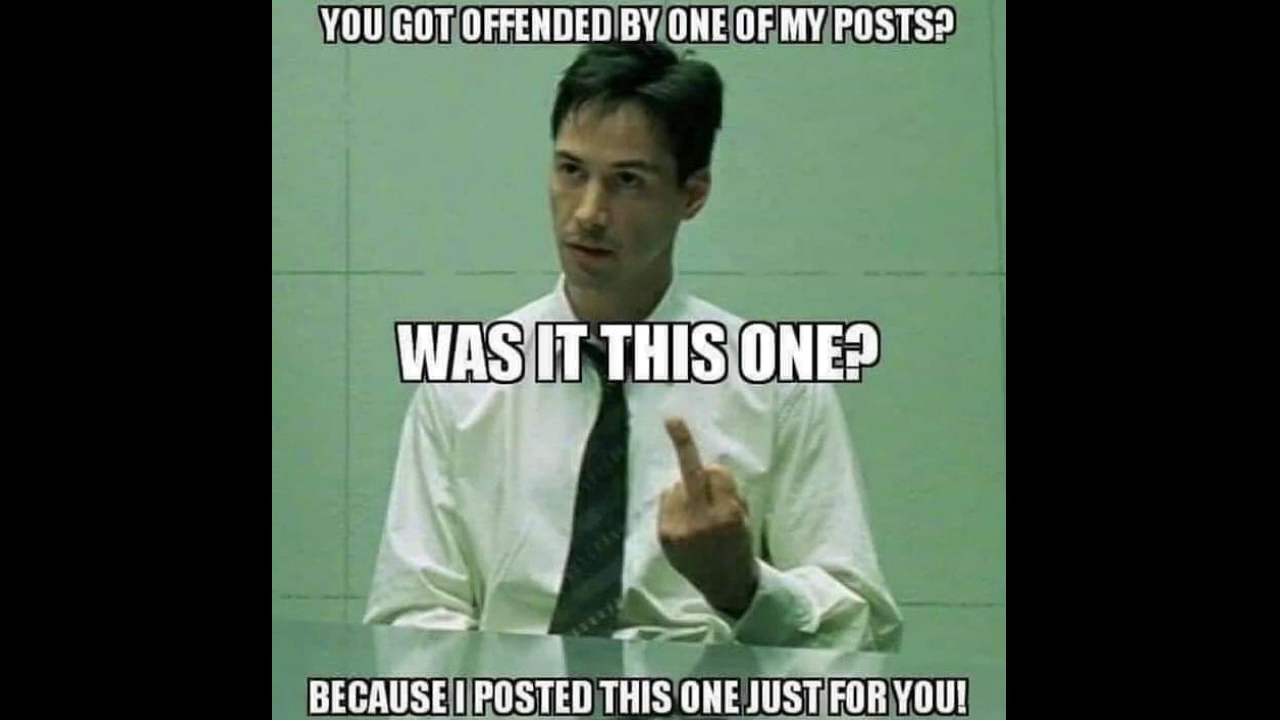 YOU GOT OFFENDED BY ONE OF MY POSTS?
WAS IT THIS ONE?
BECAUSE I POSTED THIS ONE JUST FOR YOU!